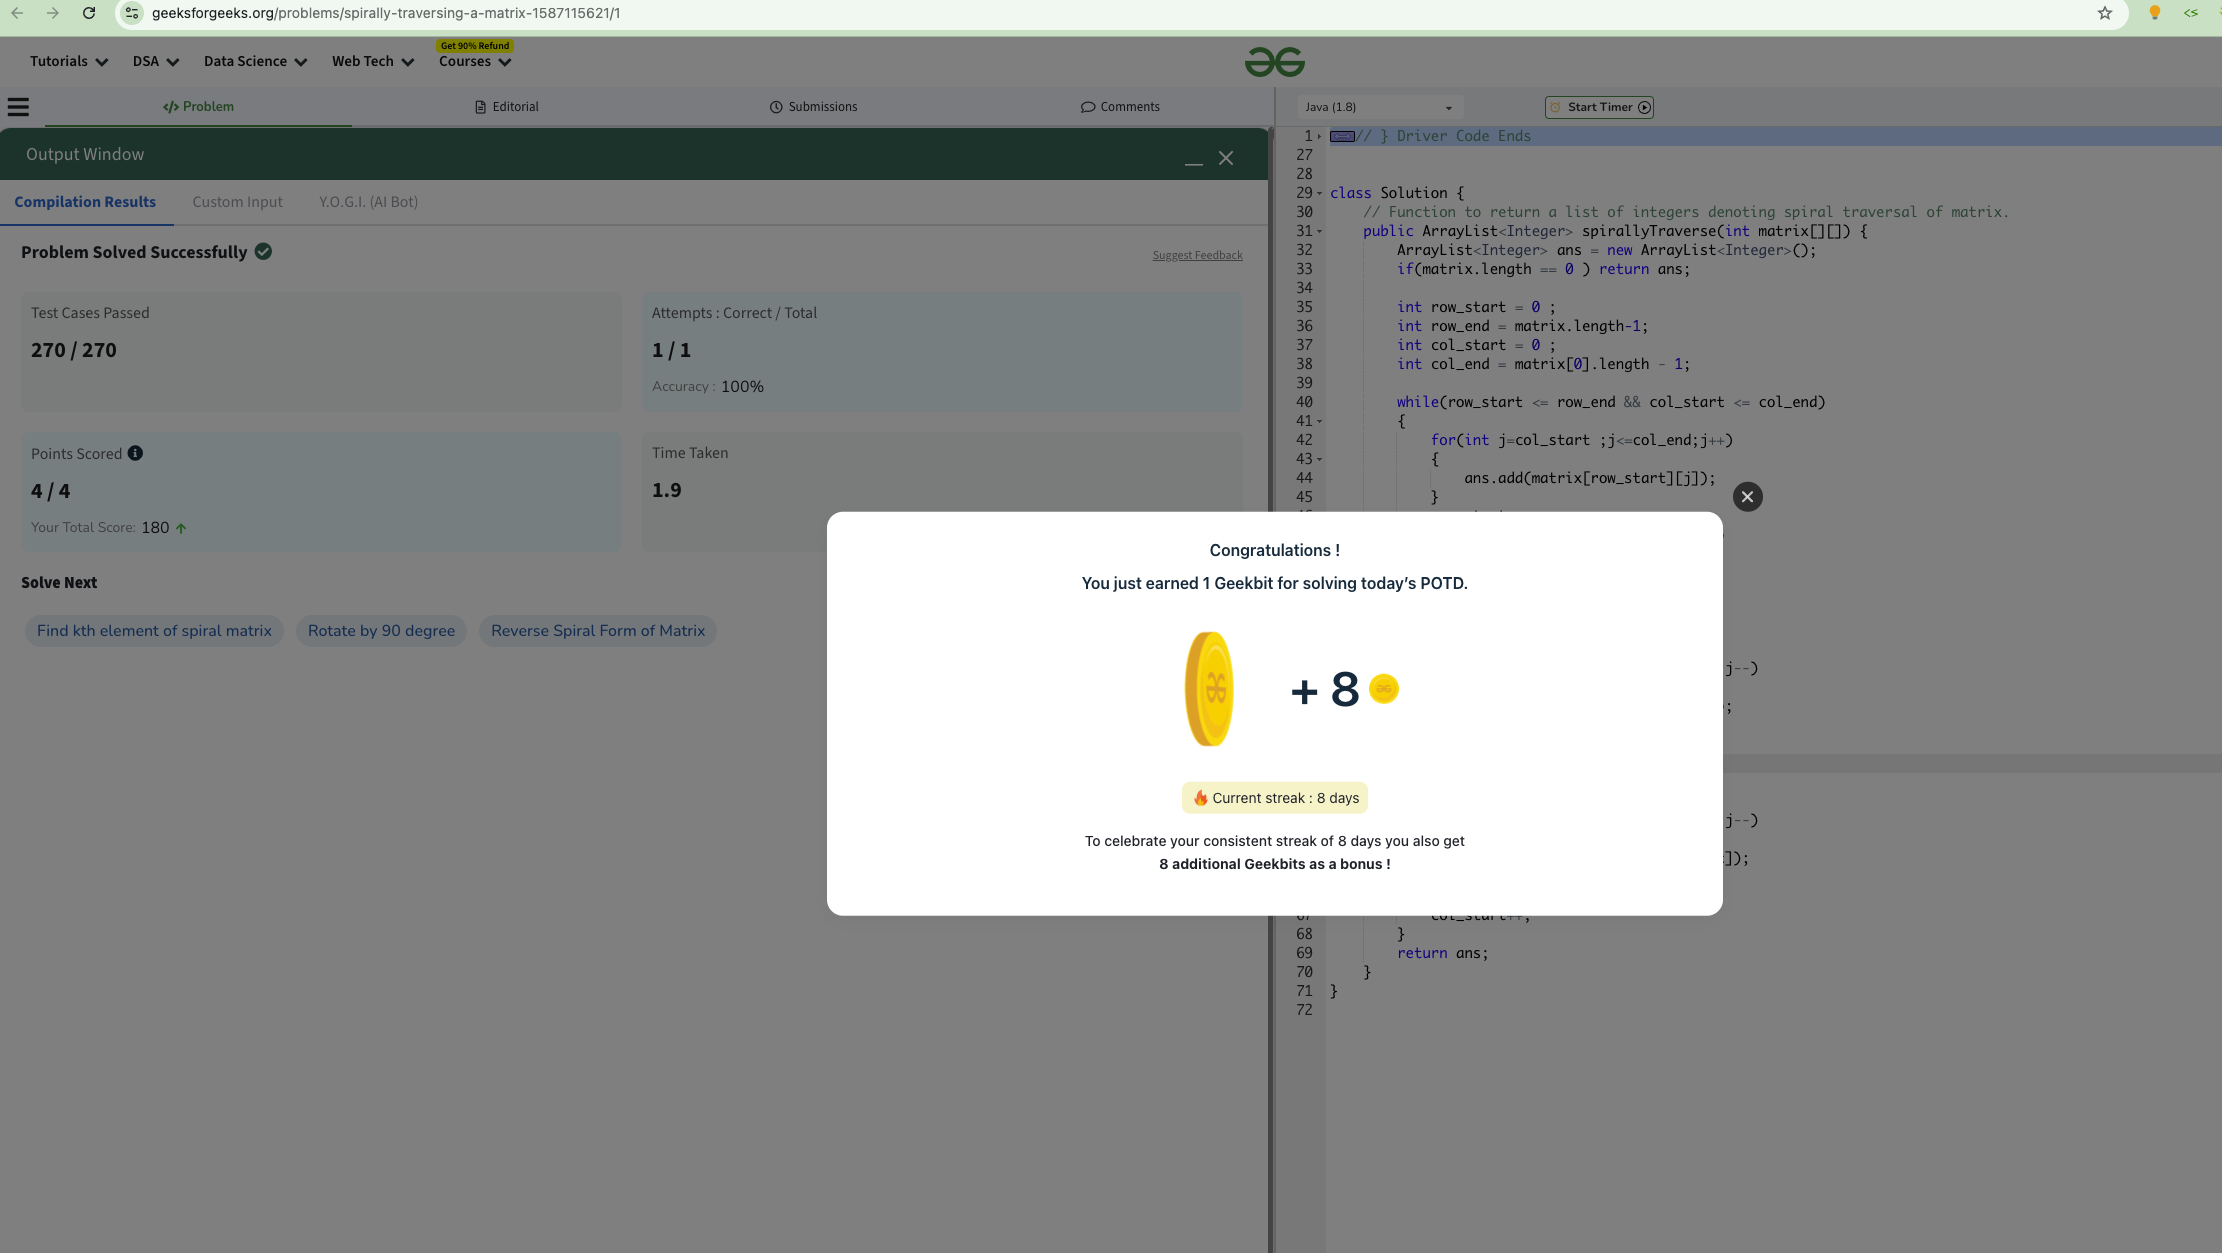 geeksforgeeks.org/problems/spirally-traversing-a-matrix-1587115621/1
Get 90% Refund
Tutorials DSA Data Science Web Tech Courses
</> Problem Editorial Submissions Comments
Java (1.8) Start Timer
Output Window
Compilation Results Custom Input Y.O.G.I. (AI Bot)
Problem Solved Successfully
Suggest Feedback
Test Cases Passed
270 / 270
Attempts : Correct / Total
1 / 1
Accuracy : 100%
Points Scored
4 / 4
Your Total Score: 180
Time Taken
1.9
Solve Next
Find kth element of spiral matrix Rotate by 90 degree Reverse Spiral Form of Matrix
1 // } Driver Code Ends
27
28
29 class Solution {
30 // Function to return a list of integers denoting spiral traversal of matrix.
31 public ArrayList<Integer> spirallyTraverse(int matrix[][]) {
32 ArrayList<Integer> ans = new ArrayList<Integer>();
33 if(matrix.length == 0 ) return ans;
34
35 int row_start = 0 ;
36 int row_end = matrix.length-1;
37 int col_start = 0 ;
38 int col_end = matrix[0].length - 1;
39
40 while(row_start <= row_end && col_start <= col_end)
41 {
42 for(int j=col_start ;j<=col_end;j++)
43 {
44 ans.add(matrix[row_start][j]);
45 }
j--)
;
j--)
]);
67 col_start++;
68 }
69 return ans;
70 }
71 }
72
Congratulations !
You just earned 1 Geekbit for solving today’s POTD.
+ 8
🔥 Current streak : 8 days
To celebrate your consistent streak of 8 days you also get
8 additional Geekbits as a bonus !